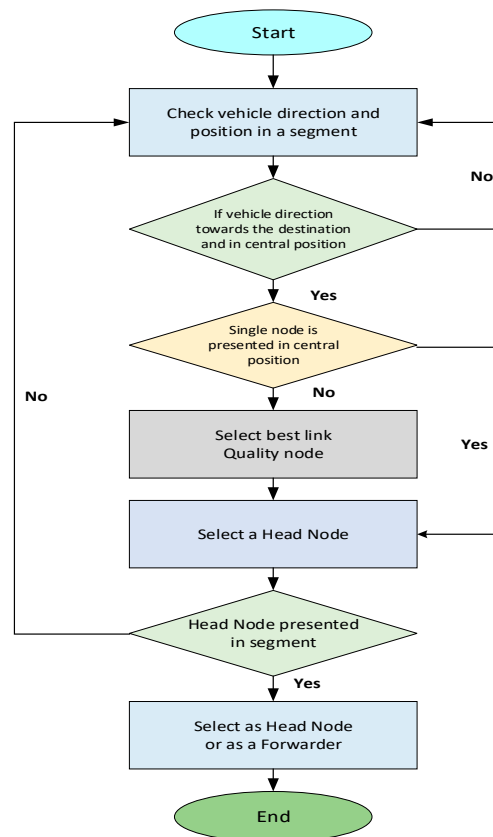 Start
Check vehicle direction and
position in a segment
No
If vehicle direction
towards the destination
and in central position
Yes
Single node is
presented in central
position
No
No
Select best link
Quality node
Yes
Select a Head Node
Head Node presented
in segment
Yes
Select as Head Node
or as a Forwarder
End